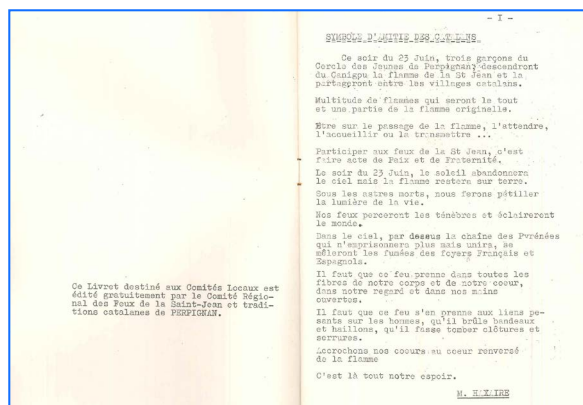 Ce Livret destiné aux Comités Locaux est
édité gratuitement par le Comité Régio-
nal des Feux de la Saint-Jean et tradi-
tions catalanes de PERPIGNAN.
- I -
SYMBOLE D'AMITIE DES CATALANS
Ce soir du 23 Juin, trois garçons du
Cercle des Jeunes de Perpignan, descendront
du Canigou la flamme de la St Jean et la
partageront entre les villages catalans.
Multitude de flammes qui seront le tout
et une partie de la flamme originelle.
Etre sur le passage de la flamme, l'attendre,
l'accueillir ou la transmettre ...
Participer aux feux de la St Jean, c'est
faire acte de Paix et de Fraternité.
Le soir du 23 Juin, le soleil abandonnera
le ciel mais la flamme restera sur terre.
Sous les astres morts, nous ferons pétiller
la lumière de la vie.
Nos feux perceront les ténèbres et éclaireront
le monde.
Dans le ciel, par dessus la chaîne des Pyrénées
qui n'emprisonnera plus mais unira, se
mêleront les fumées des foyers Français et
Espagnols.
Il faut que ce feu prenne dans toutes les
fibres de notre corps et de notre coeur,
dans notre regard et dans nos mains
ouvertes.
Il faut que ce feu s'en prenne aux liens pe-
sants sur les hommes, qu'il brûle bandeaux
et haillons, qu'il fasse tomber clôtures et
serrures.
Accrochons nos coeurs au coeur renversé
de la flamme
C'est là tout notre espoir.
M. HAXAIRE